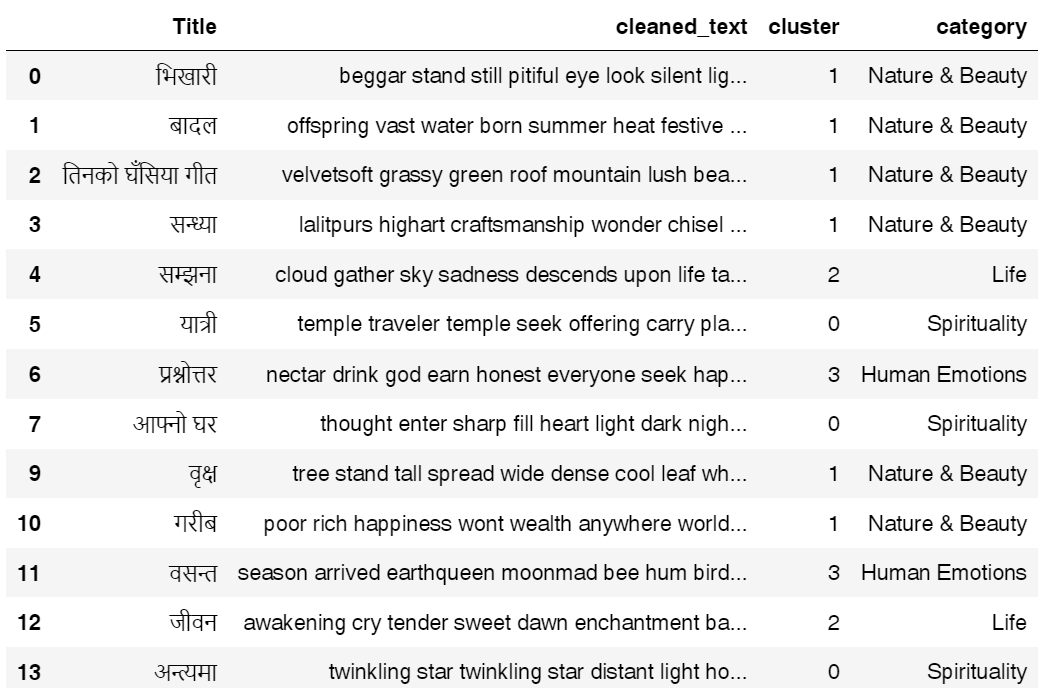 Title cleaned_text cluster category
0 भिखारी beggar stand still pitiful eye look silent lig... 1 Nature & Beauty
1 बादल offspring vast water born summer heat festive ... 1 Nature & Beauty
2 तिनको घँसिया गीत velvetsoft grassy green roof mountain lush bea... 1 Nature & Beauty
3 सन्ध्या lalitpurs highart craftsmanship wonder chisel ... 1 Nature & Beauty
4 सम्झना cloud gather sky sadness descends upon life ta... 2 Life
5 यात्री temple traveler temple seek offering carry pla... 0 Spirituality
6 प्रश्नोत्तर nectar drink god earn honest everyone seek hap... 3 Human Emotions
7 आफ्नो घर thought enter sharp fill heart light dark nigh... 0 Spirituality
9 वृक्ष tree stand tall spread wide dense cool leaf wh... 1 Nature & Beauty
10 गरीब poor rich happiness wont wealth anywhere world... 1 Nature & Beauty
11 वसन्त season arrived earthqueen moonmad bee hum bird... 3 Human Emotions
12 जीवन awakening cry tender sweet dawn enchantment ba... 2 Life
13 अन्त्यमा twinkling star twinkling star distant light ho... 0 Spirituality